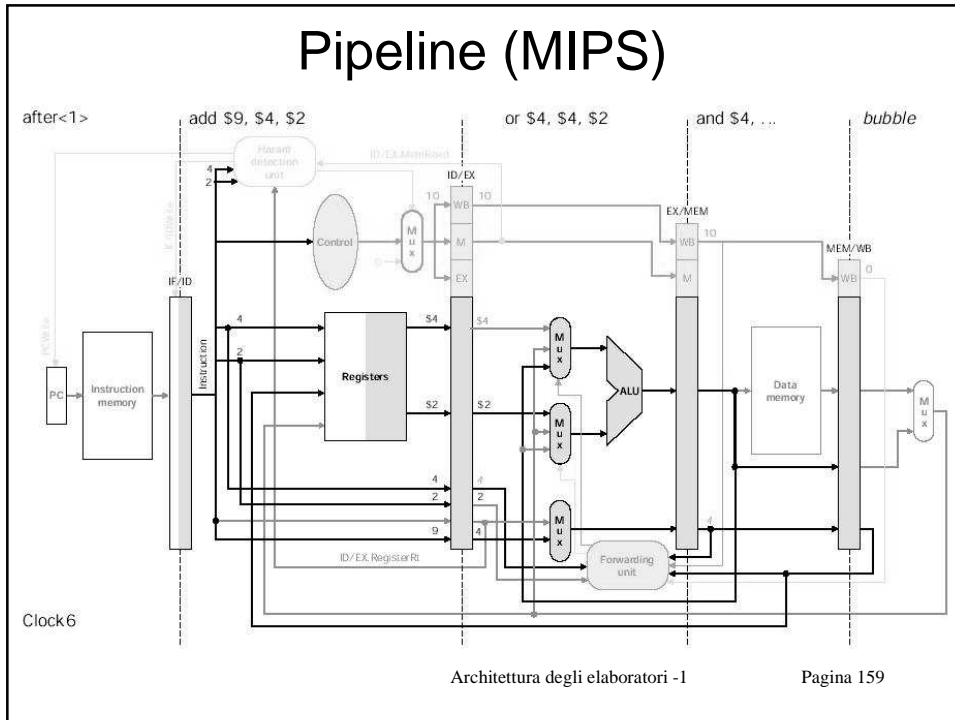 Pipeline (MIPS)
after<1>
add $9, $4, $2
or $4, $4, $2
and $4, . . .
bubble
Hazard
detection
unit
ID/EX.MemRead
4
2
ID/EX
10
WB
10
EX/MEM
Control
M
u
x
0
M
WB
10
MEM/WB
EX
M
WB
0
IF/ID
PCWrite
Instruction
4
$4
$4
M
u
x
2
PC
Instruction
memory
Registers
ALU
Data
memory
M
u
x
$2
$2
M
u
x
4
4
2
2
9
4
M
u
x
4
ID/EX.RegisterRt
Forwarding
unit
Clock 6
Architettura degli elaboratori -1
Pagina 159